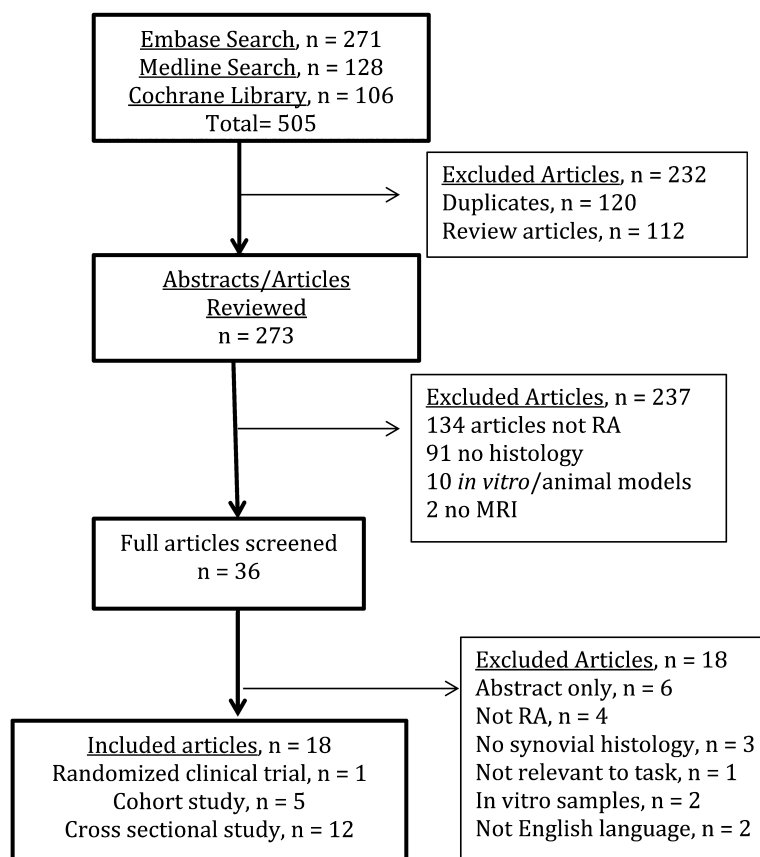 Embase Search, n = 271
Medline Search, n = 128
Cochrane Library, n = 106
Total= 505
Excluded Articles, n = 232
Duplicates, n = 120
Review articles, n = 112
Abstracts/Articles
Reviewed
n = 273
Excluded Articles, n = 237
134 articles not RA
91 no histology
10 in vitro/animal models
2 no MRI
Full articles screened
n = 36
Excluded Articles, n = 18
Abstract only, n = 6
Not RA, n = 4
No synovial histology, n = 3
Not relevant to task, n = 1
In vitro samples, n = 2
Not English language, n = 2
Included articles, n = 18
Randomized clinical trial, n = 1
Cohort study, n = 5
Cross sectional study, n = 12